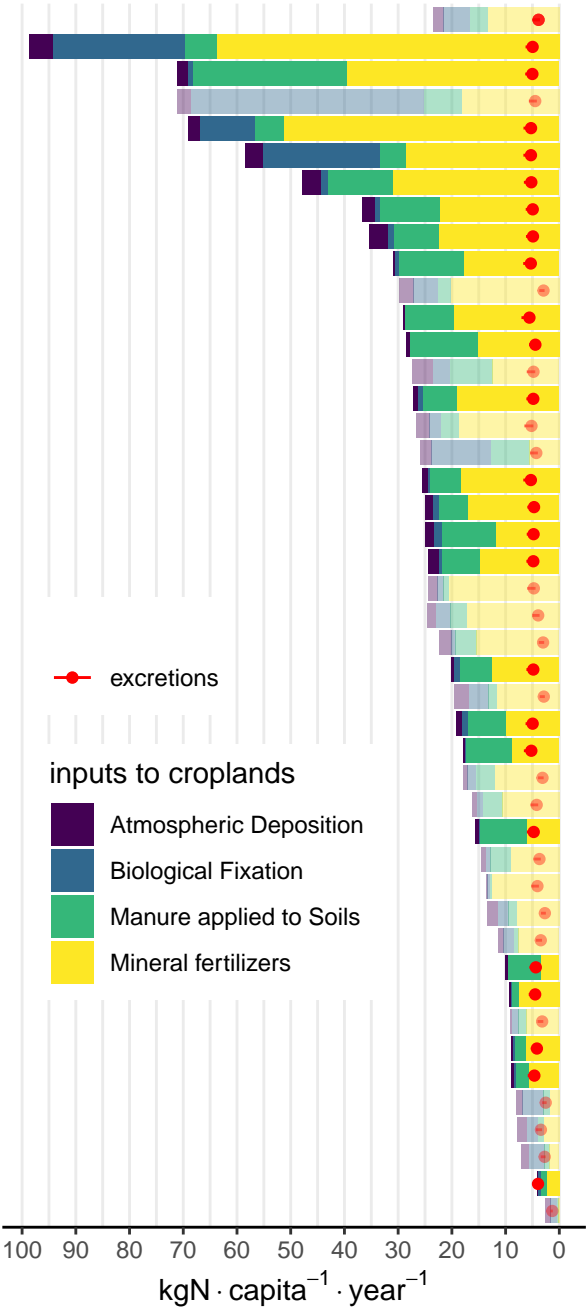 excretions
inputs to croplands
Atmospheric Deposition
Biological Fixation
Manure applied to Soils
Mineral fertilizers
100 90 80 70 60 50 40 30 20 10 0
kgN · capita⁻¹ · year⁻¹